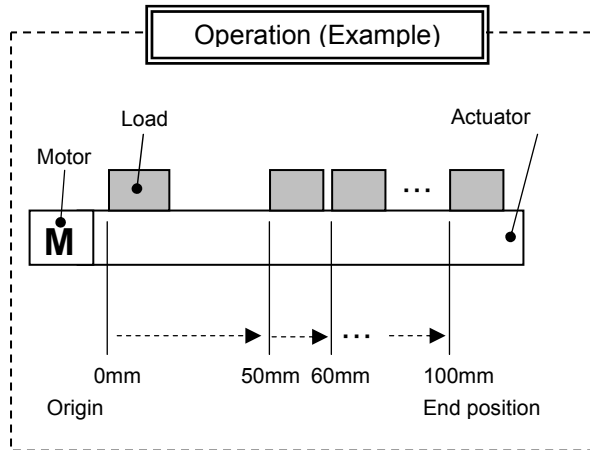 Operation (Example)
Load
Actuator
Motor
...
M
...
0mm
50mm
60mm
100mm
Origin
End position